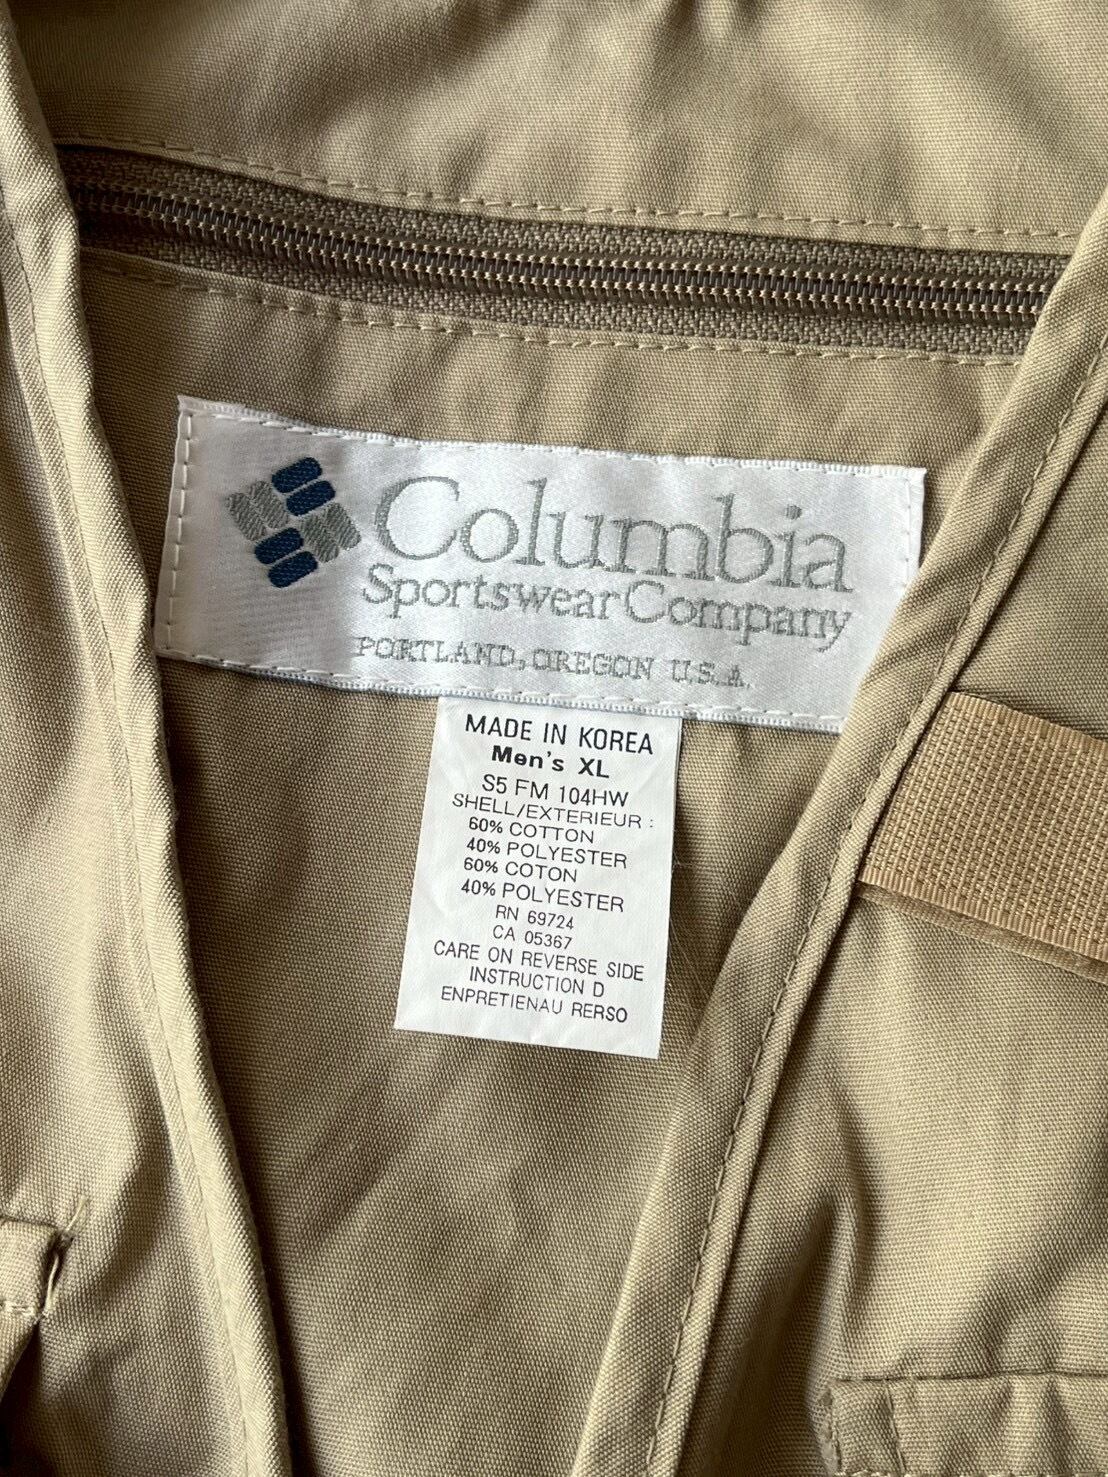 Columbia
Sportswear Company
PORTLAND, OREGON U.S.A.
MADE IN KOREA
Men's XL
S5 FM 104HW
SHELL/EXTERIEUR :
60% COTTON
40% POLYESTER
60% COTON
40% POLYESTER
RN 69724
CA 05367
CARE ON REVERSE SIDE
INSTRUCTION D
ENPRETIENAU RERSO